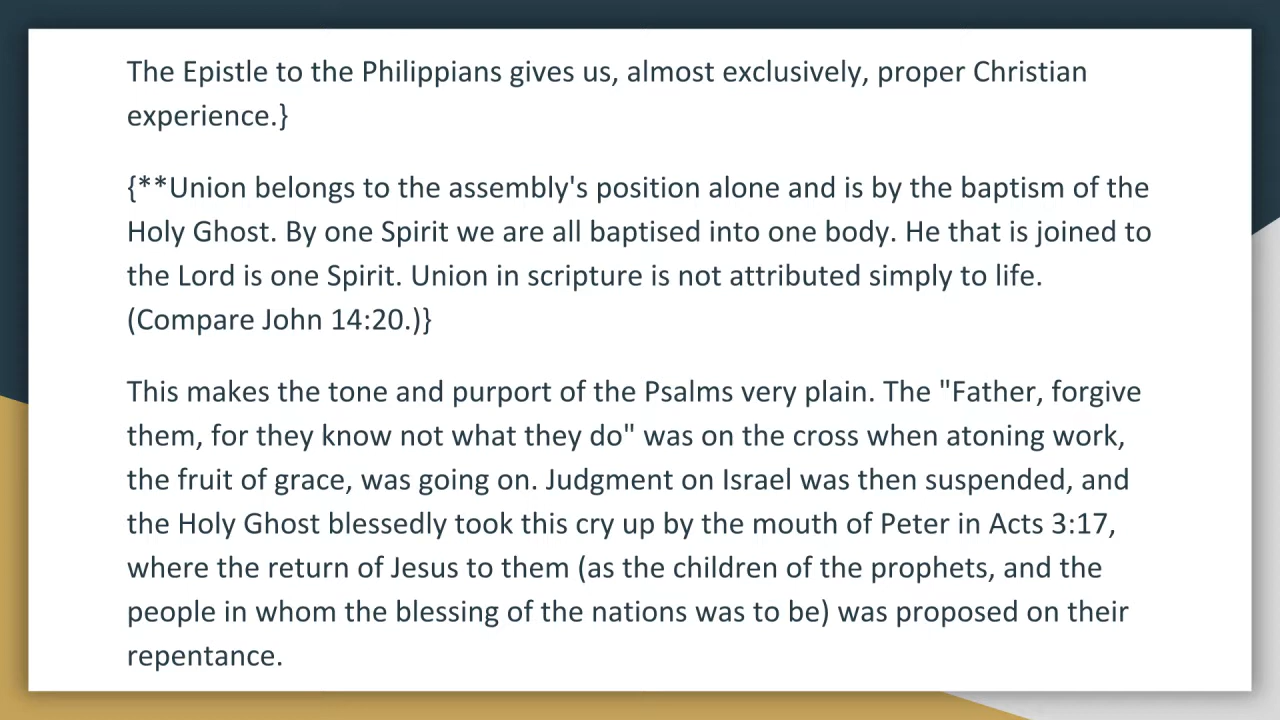 The Epistle to the Philippians gives us, almost exclusively, proper Christian
experience.}
{**Union belongs to the assembly's position alone and is by the baptism of the
Holy Ghost. By one Spirit we are all baptised into one body. He that is joined to
the Lord is one Spirit. Union in scripture is not attributed simply to life.
(Compare John 14:20.)}
This makes the tone and purport of the Psalms very plain. The "Father, forgive
them, for they know not what they do" was on the cross when atoning work,
the fruit of grace, was going on. Judgment on Israel was then suspended, and
the Holy Ghost blessedly took this cry up by the mouth of Peter in Acts 3:17,
where the return of Jesus to them (as the children of the prophets, and the
people in whom the blessing of the nations was to be) was proposed on their
repentance.